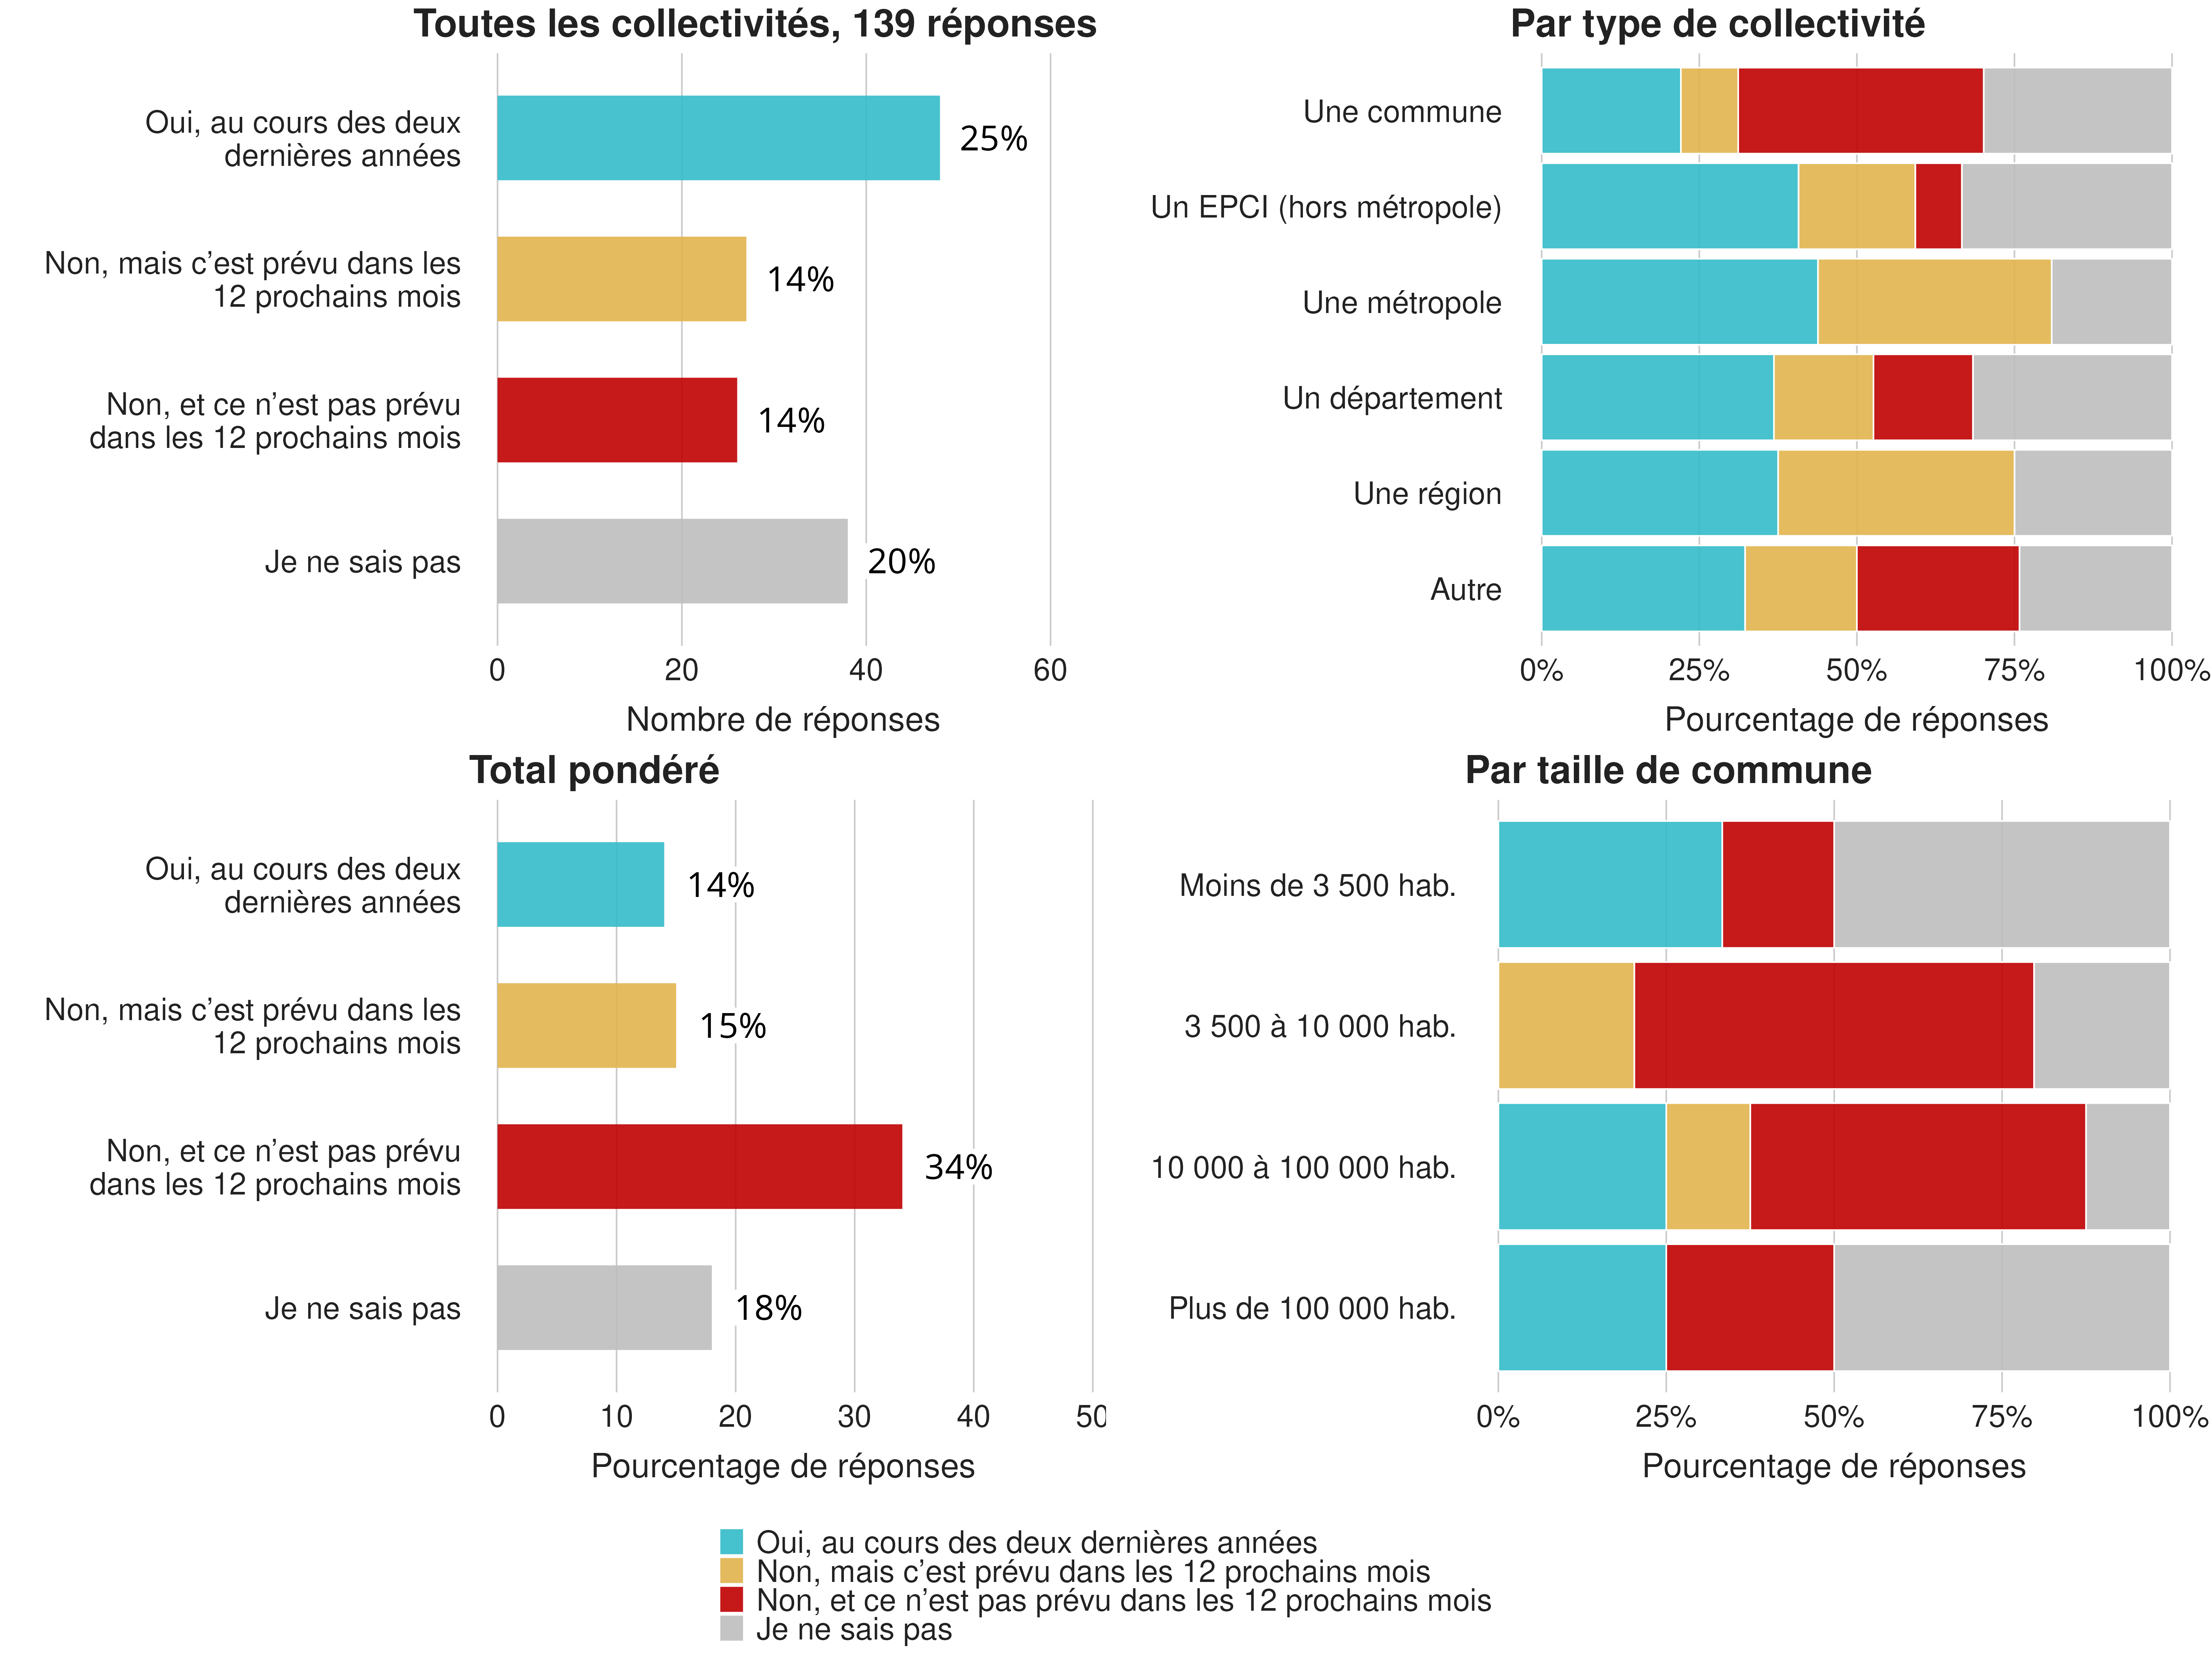 Toutes les collectivités, 139 réponses
Oui, au cours des deux
dernières années
25%
Non, mais c’est prévu dans les
12 prochains mois
14%
Non, et ce n’est pas prévu
dans les 12 prochains mois
14%
Je ne sais pas
20%
0 20 40 60
Nombre de réponses
Par type de collectivité
Une commune
Un EPCI (hors métropole)
Une métropole
Un département
Une région
Autre
0% 25% 50% 75% 100%
Pourcentage de réponses
Total pondéré
Oui, au cours des deux
dernières années
14%
Non, mais c’est prévu dans les
12 prochains mois
15%
Non, et ce n’est pas prévu
dans les 12 prochains mois
34%
Je ne sais pas
18%
0 10 20 30 40 50
Pourcentage de réponses
Par taille de commune
Moins de 3 500 hab.
3 500 à 10 000 hab.
10 000 à 100 000 hab.
Plus de 100 000 hab.
0% 25% 50% 75% 100%
Pourcentage de réponses
Oui, au cours des deux dernières années
Non, mais c’est prévu dans les 12 prochains mois
Non, et ce n’est pas prévu dans les 12 prochains mois
Je ne sais pas